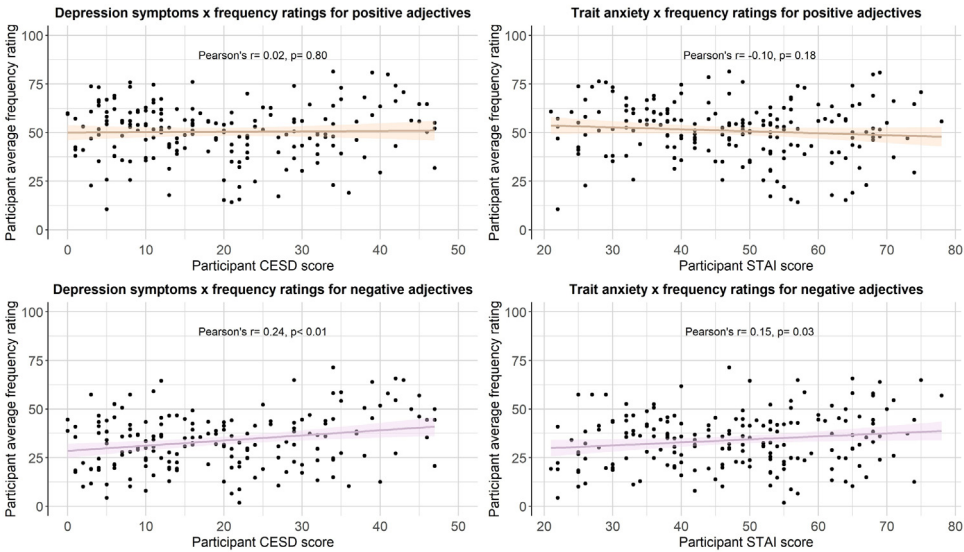 Depression symptoms x frequency ratings for positive adjectives
Pearson's r= 0.02, p= 0.80
Participant average frequency rating
100
75
50
25
0
0 10 20 30 40 50
Participant CESD score
Trait anxiety x frequency ratings for positive adjectives
Pearson's r= -0.10, p= 0.18
Participant average frequency rating
100
75
50
25
0
20 30 40 50 60 70 80
Participant STAI score
Depression symptoms x frequency ratings for negative adjectives
Pearson's r= 0.24, p< 0.01
Participant average frequency rating
100
75
50
25
0
0 10 20 30 40 50
Participant CESD score
Trait anxiety x frequency ratings for negative adjectives
Pearson's r= 0.15, p= 0.03
Participant average frequency rating
100
75
50
25
0
20 30 40 50 60 70 80
Participant STAI score